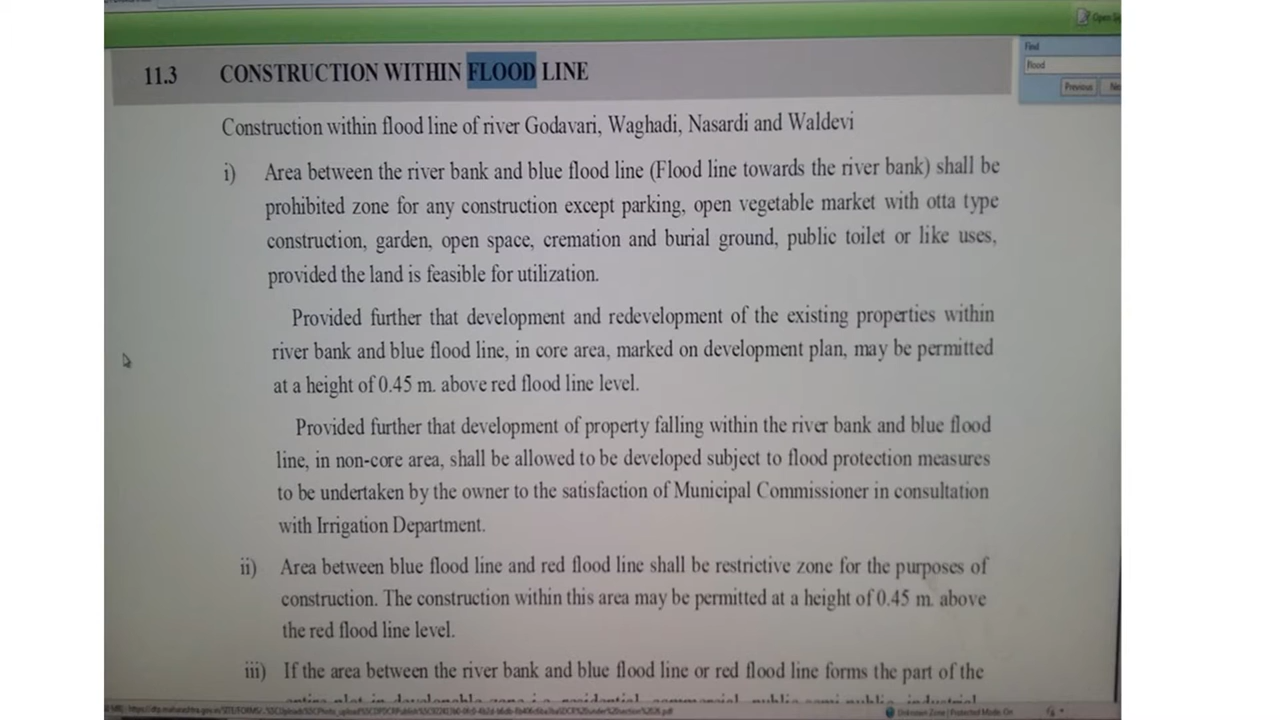 Open
Find
flood
Previous
11.3 CONSTRUCTION WITHIN FLOOD LINE
Construction within flood line of river Godavari, Waghadi, Nasardi and Waldevi
i) Area between the river bank and blue flood line (Flood line towards the river bank) shall be
prohibited zone for any construction except parking, open vegetable market with otta type
construction, garden, open space, cremation and burial ground, public toilet or like uses,
provided the land is feasible for utilization.
Provided further that development and redevelopment of the existing properties within
river bank and blue flood line, in core area, marked on development plan, may be permitted
at a height of 0.45 m. above red flood line level.
Provided further that development of property falling within the river bank and blue flood
line, in non-core area, shall be allowed to be developed subject to flood protection measures
to be undertaken by the owner to the satisfaction of Municipal Commissioner in consultation
with Irrigation Department.
ii) Area between blue flood line and red flood line shall be restrictive zone for the purposes of
construction. The construction within this area may be permitted at a height of 0.45 m. above
the red flood line level.
iii) If the area between the river bank and blue flood line or red flood line forms the part of the
Unknown Zone | Protected Mode: On